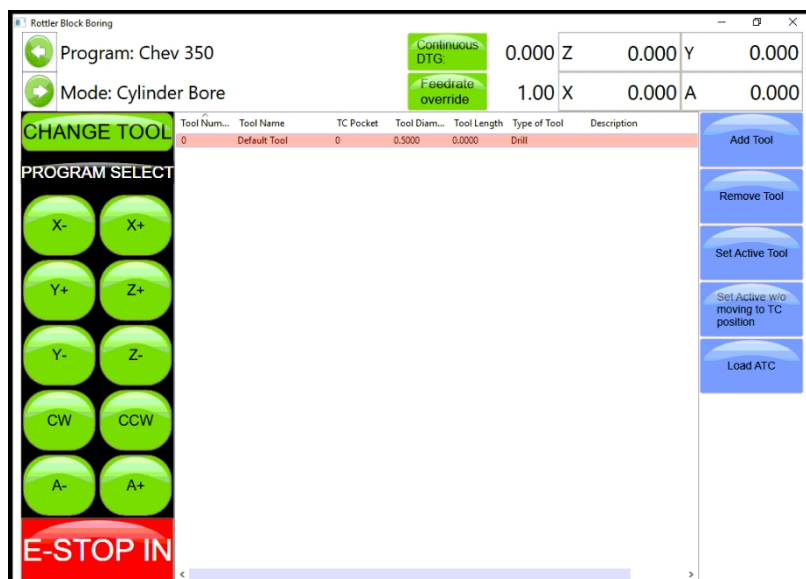 Rottler Block Boring
Program: Chev 350
Continuous DTG: 0.000 Z 0.000 Y 0.000
Mode: Cylinder Bore
Feedrate override 1.00 X 0.000 A 0.000
CHANGE TOOL
PROGRAM SELECT
X- X+
Y+ Z+
Y- Z-
CW CCW
A- A+
E-STOP IN
Tool Num... Tool Name TC Pocket Tool Diam... Tool Length Type of Tool Description
0 Default Tool 0 0.5000 0.0000 Drill
Add Tool
Remove Tool
Set Active Tool
Set Active w/o
moving to TC
position
Load ATC